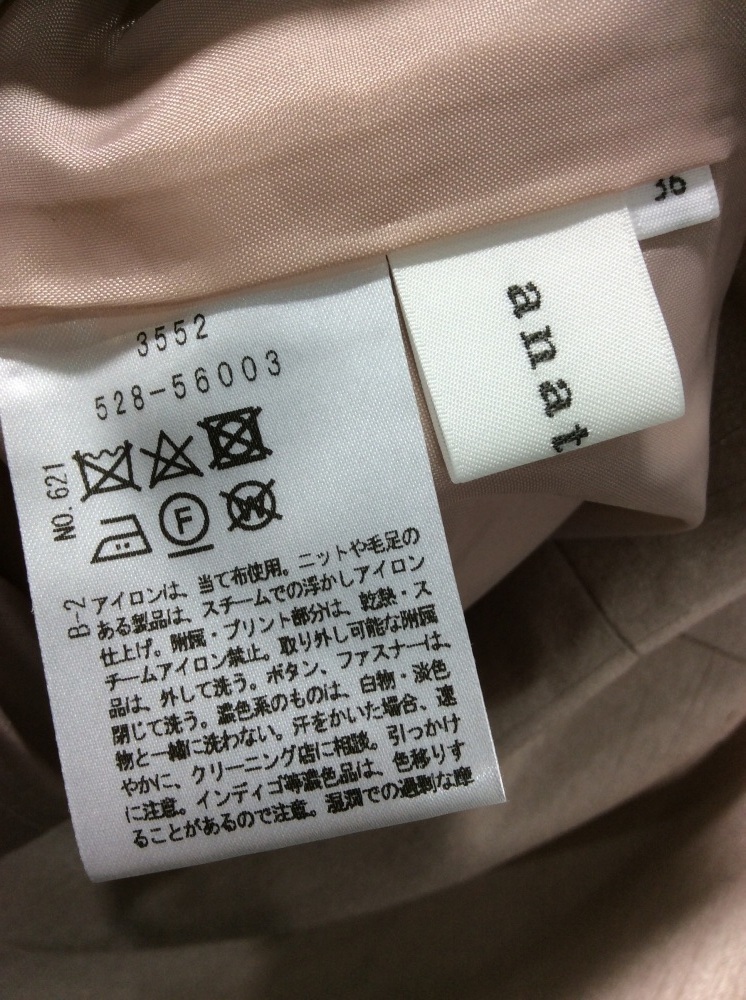 36
anat
3552
528-56003
NO. 621
F
W
B-2
アイロンは、当て布使用。ニットや毛足の
ある製品は、スチームでの浮かしアイロン
仕上げ。附属・プリント部分は、乾熱・ス
チームアイロン禁止。取り外し可能な附属
品は、外して洗う。ボタン、ファスナーは、
閉じて洗う。濃色系のものは、白物・淡色
物と一緒に洗わない。汗をかいた場合、速
やかに、クリーニング店に相談。引っかけ
に注意。インディゴ等濃色品は、色移りす
ることがあるので注意。湿潤での過剰な摩